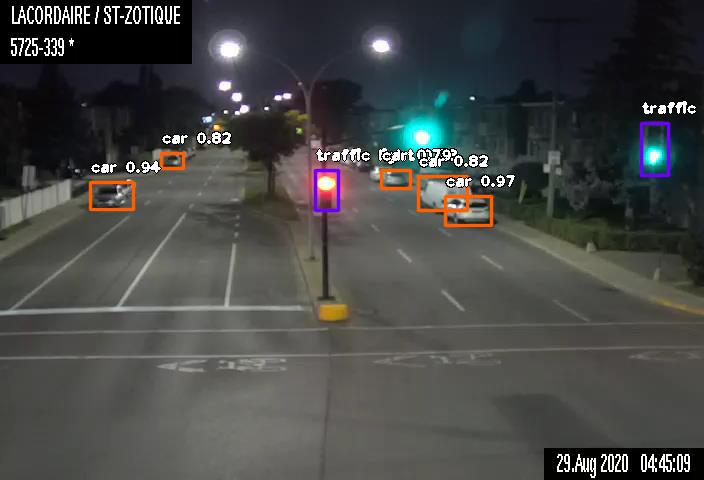 LACORDAIRE / ST-ZOTIQUE
5725-339 *
traffic
car 0.82
car 0.94
traffic
0.82
car 0.97
29.Aug 2020 04:45:09